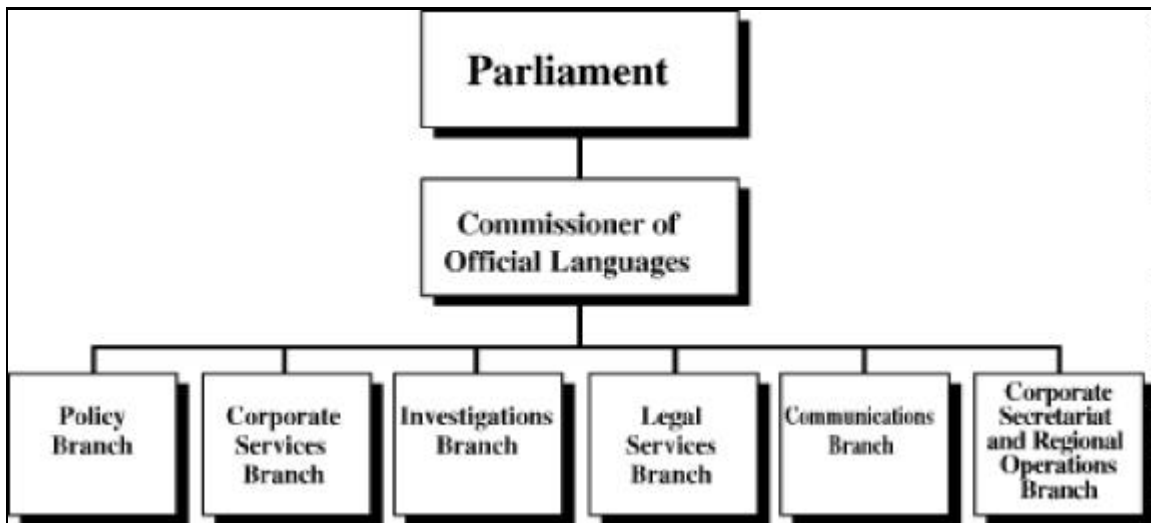 Parliament
Commissioner of
Official Languages
Policy
Branch
Corporate
Services
Branch
Investigations
Branch
Legal
Services
Branch
Communications
Branch
Corporate
Secretariat
and Regional
Operations
Branch